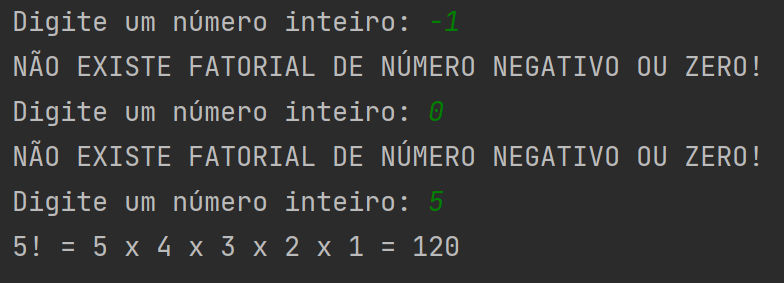 Digite um número inteiro: -1
NÃO EXISTE FATORIAL DE NÚMERO NEGATIVO OU ZERO!
Digite um número inteiro: 0
NÃO EXISTE FATORIAL DE NÚMERO NEGATIVO OU ZERO!
Digite um número inteiro: 5
5! = 5 x 4 x 3 x 2 x 1 = 120